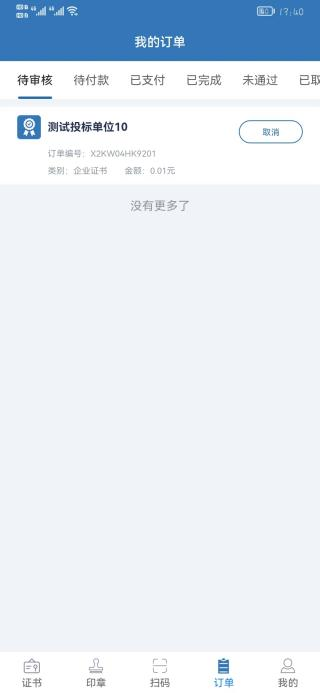 17:40
我的订单
待审核 待付款 已支付 已完成 未通过 已取
测试投标单位10
取消
订单编号：X2KW04HK9201
类别：企业证书 金额：0.01元
没有更多了
证书 印章 扫码 订单 我的